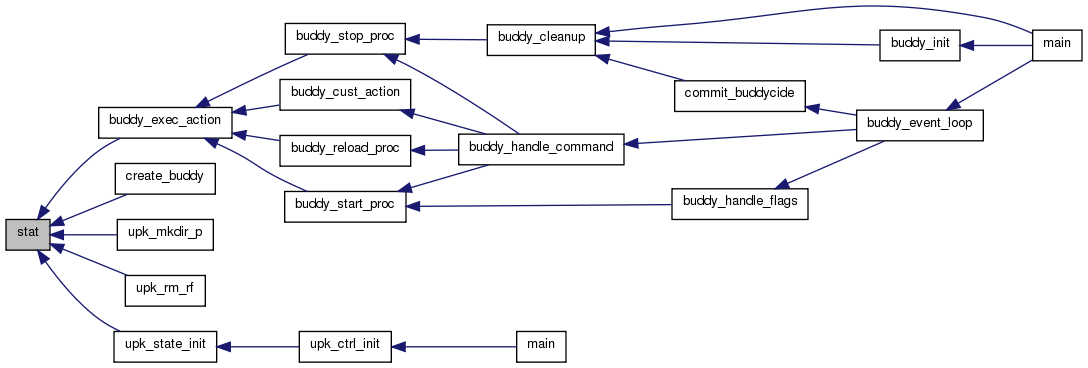 stat
buddy_exec_action
create_buddy
upk_mkdir_p
upk_rm_rf
upk_state_init
buddy_stop_proc
buddy_cust_action
buddy_reload_proc
buddy_start_proc
upk_ctrl_init
buddy_cleanup
buddy_handle_command
main
commit_buddycide
buddy_handle_flags
buddy_init
buddy_event_loop
main